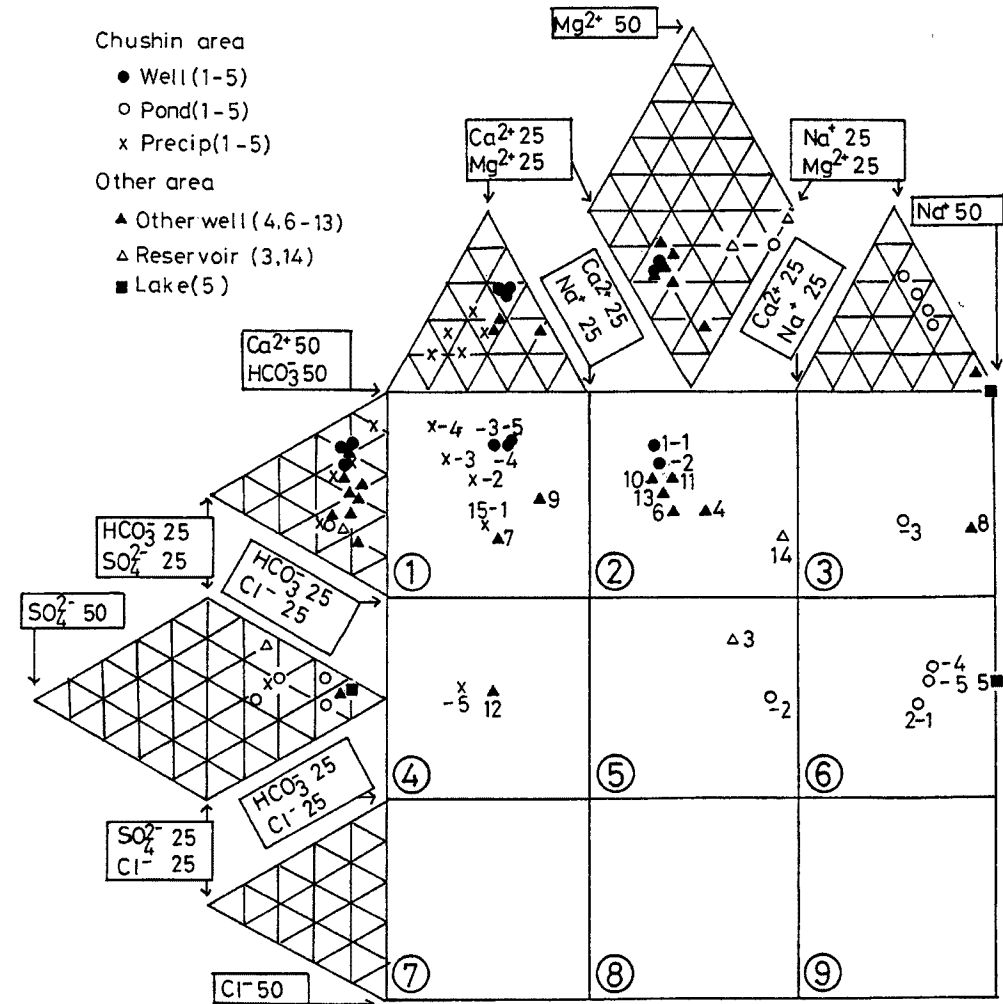 Chushin area
● Well(1-5)
○ Pond(1-5)
x Precip(1-5)
Other area
▲ Other well (4,6-13)
△ Reservoir (3,14)
■ Lake(5)
Mg²⁺ 50
Ca²⁺ 25
Mg²⁺ 25
Na⁺ 25
Mg²⁺ 25
Na⁺ 50
Ca²⁺ 25
Na⁺ 25
Ca²⁺ 25
Na⁺ 25
Ca²⁺ 50
HCO₃⁻ 50
HCO₃⁻ 25
SO₄²⁻ 25
HCO₃⁻ 25
Cl⁻ 25
SO₄²⁻ 50
HCO₃⁻ 25
Cl⁻ 25
SO₄²⁻ 25
Cl⁻ 25
Cl⁻ 50
-4
-3
-5
-4
-3
-2
15-1
9
7
①
1-1
-2
10
11
13
6
4
14
②
-3
8
③
-5
12
④
3
-2
⑤
-4
-5
5
2-1
⑥
⑦
⑧
⑨